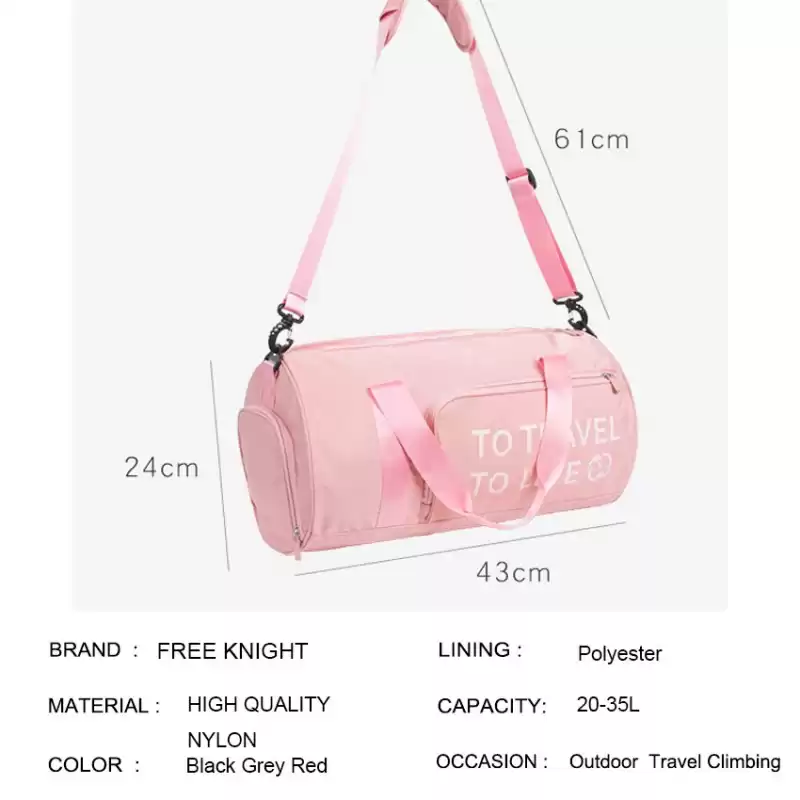 61cm
TO TRAVEL
TO L
24cm
43cm
BRAND : FREE KNIGHT
LINING : Polyester
MATERIAL : HIGH QUALITY
NYLON
CAPACITY: 20-35L
COLOR : Black Grey Red
OCCASION : Outdoor Travel Climbing